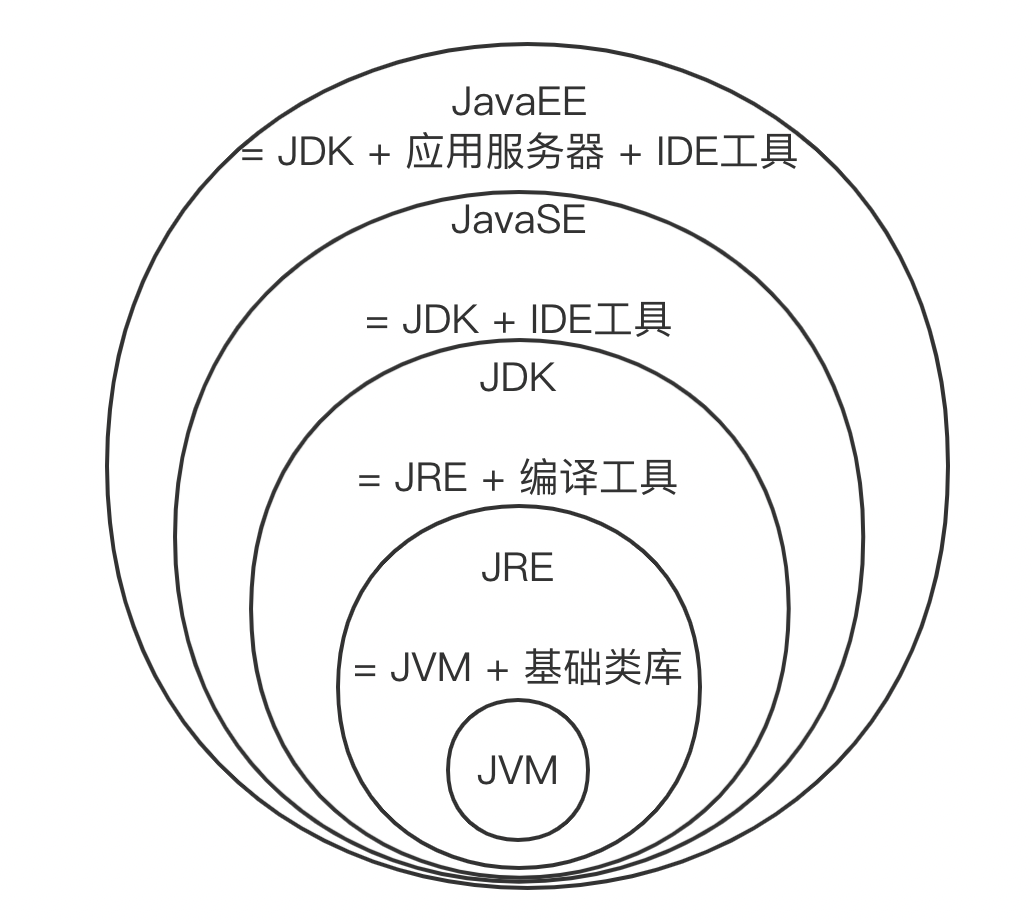 JavaEE
= JDK + 应用服务器 + IDE工具
JavaSE
= JDK + IDE工具
JDK
= JRE + 编译工具
JRE
= JVM + 基础类库
JVM